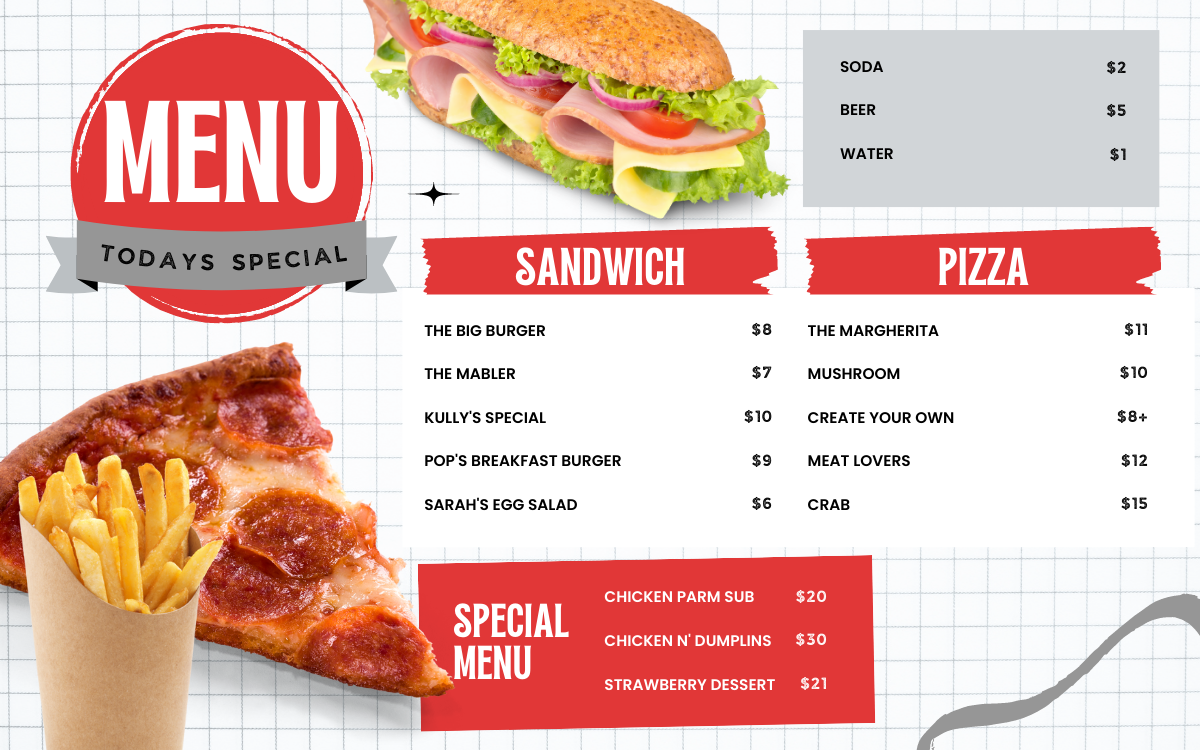 MENU
TODAYS SPECIAL
SODA $2
BEER $5
WATER $1
SANDWICH
THE BIG BURGER $8
THE MABLER $7
KULLY'S SPECIAL $10
POP'S BREAKFAST BURGER $9
SARAH'S EGG SALAD $6
PIZZA
THE MARGHERITA $11
MUSHROOM $10
CREATE YOUR OWN $8+
MEAT LOVERS $12
CRAB $15
SPECIAL
MENU
CHICKEN PARM SUB $20
CHICKEN N' DUMPLINS $30
STRAWBERRY DESSERT $21